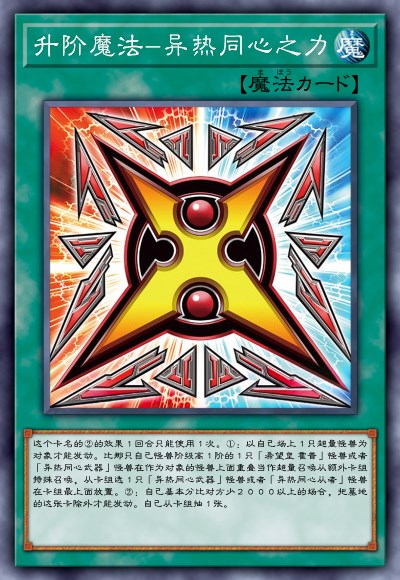 升阶魔法-异热同心之力
魔
【魔法カード】
ま ほう
这个卡名的②的效果1回合只能使用1次。①：以自己场上1只超量怪兽为
对象才能发动。比那只自己怪兽阶级高1阶的1只「希望皇 霍普」怪兽或者
「异热同心武器」怪兽在作为对象的怪兽上面重叠当作超量召唤从额外卡组
特殊召唤，从卡组选1只「异热同心武器」怪兽或者「异热同心从者」怪兽
在卡组最上面放置。②：自己基本分比对方少2000以上的场合，把墓地
的这张卡除外才能发动。自己从卡组抽1张。